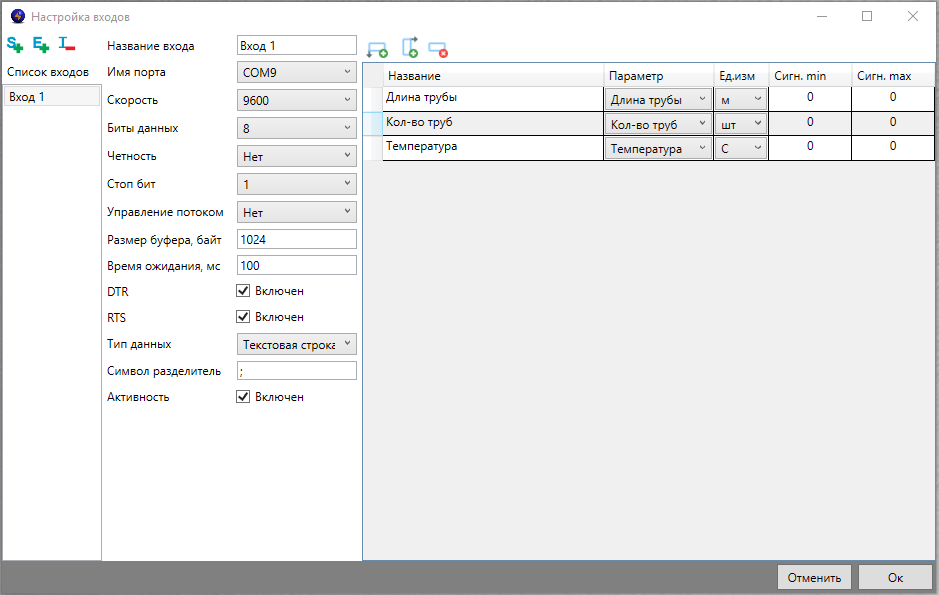 Настройка входов
S E I
Список входов
Вход 1
Название входа Вход 1
Имя порта COM9
Скорость 9600
Биты данных 8
Четность Нет
Стоп бит 1
Управление потоком Нет
Размер буфера, байт 1024
Время ожидания, мс 100
DTR Включен
RTS Включен
Тип данных Текстовая строка
Символ разделитель ;
Активность Включен
Название Параметр Ед.изм Сигн. min Сигн. max
Длина трубы Длина трубы м 0 0
Кол-во труб Кол-во труб шт 0 0
Температура Температура С 0 0
Отменить Ок